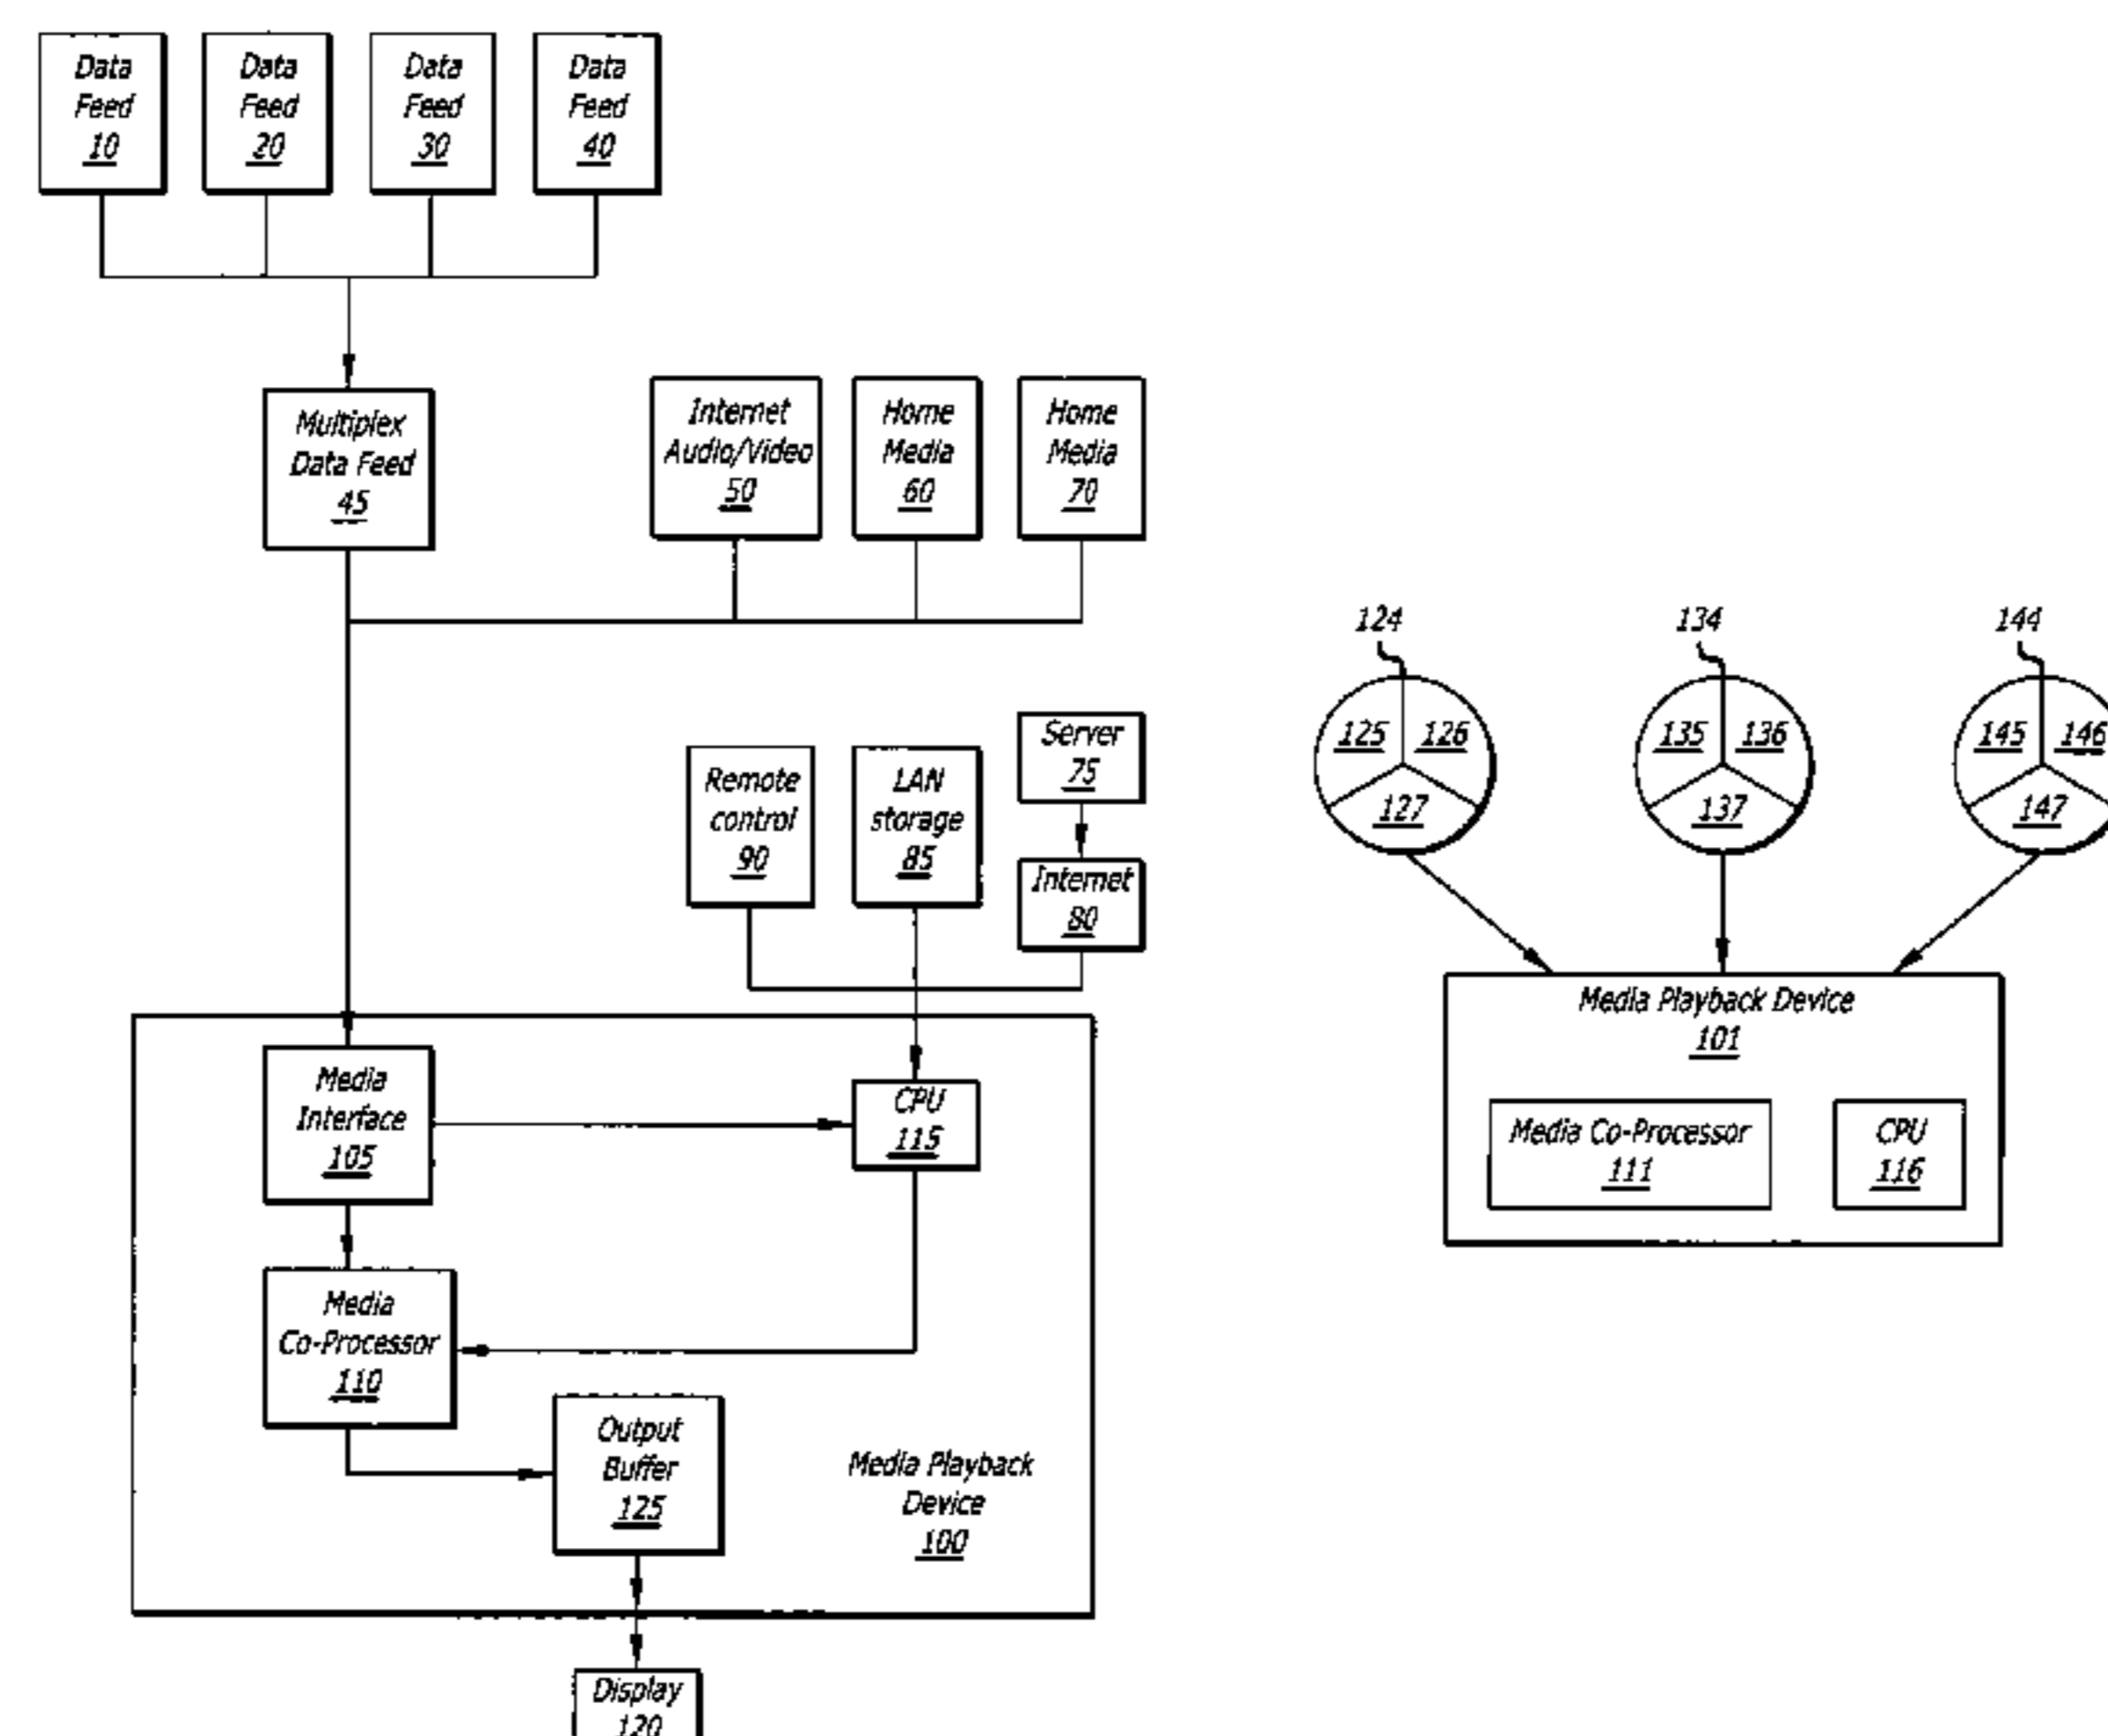 Data
Feed
10
Data
Feed
20
Data
Feed
30
Data
Feed
40
Multiplex
Data Feed
45
Internet
Audio/Video
50
Home
Media
60
Home
Media
70
Server
75
Remote
control
90
LAN
storage
85
Internet
80
Media
Interface
105
CPU
115
Media
Co-Processor
110
Output
Buffer
125
Media Playback
Device
100
Display
120
124
134
144
125
126
127
135
136
137
145
146
147
Media Playback Device
101
Media Co-Processor
111
CPU
116